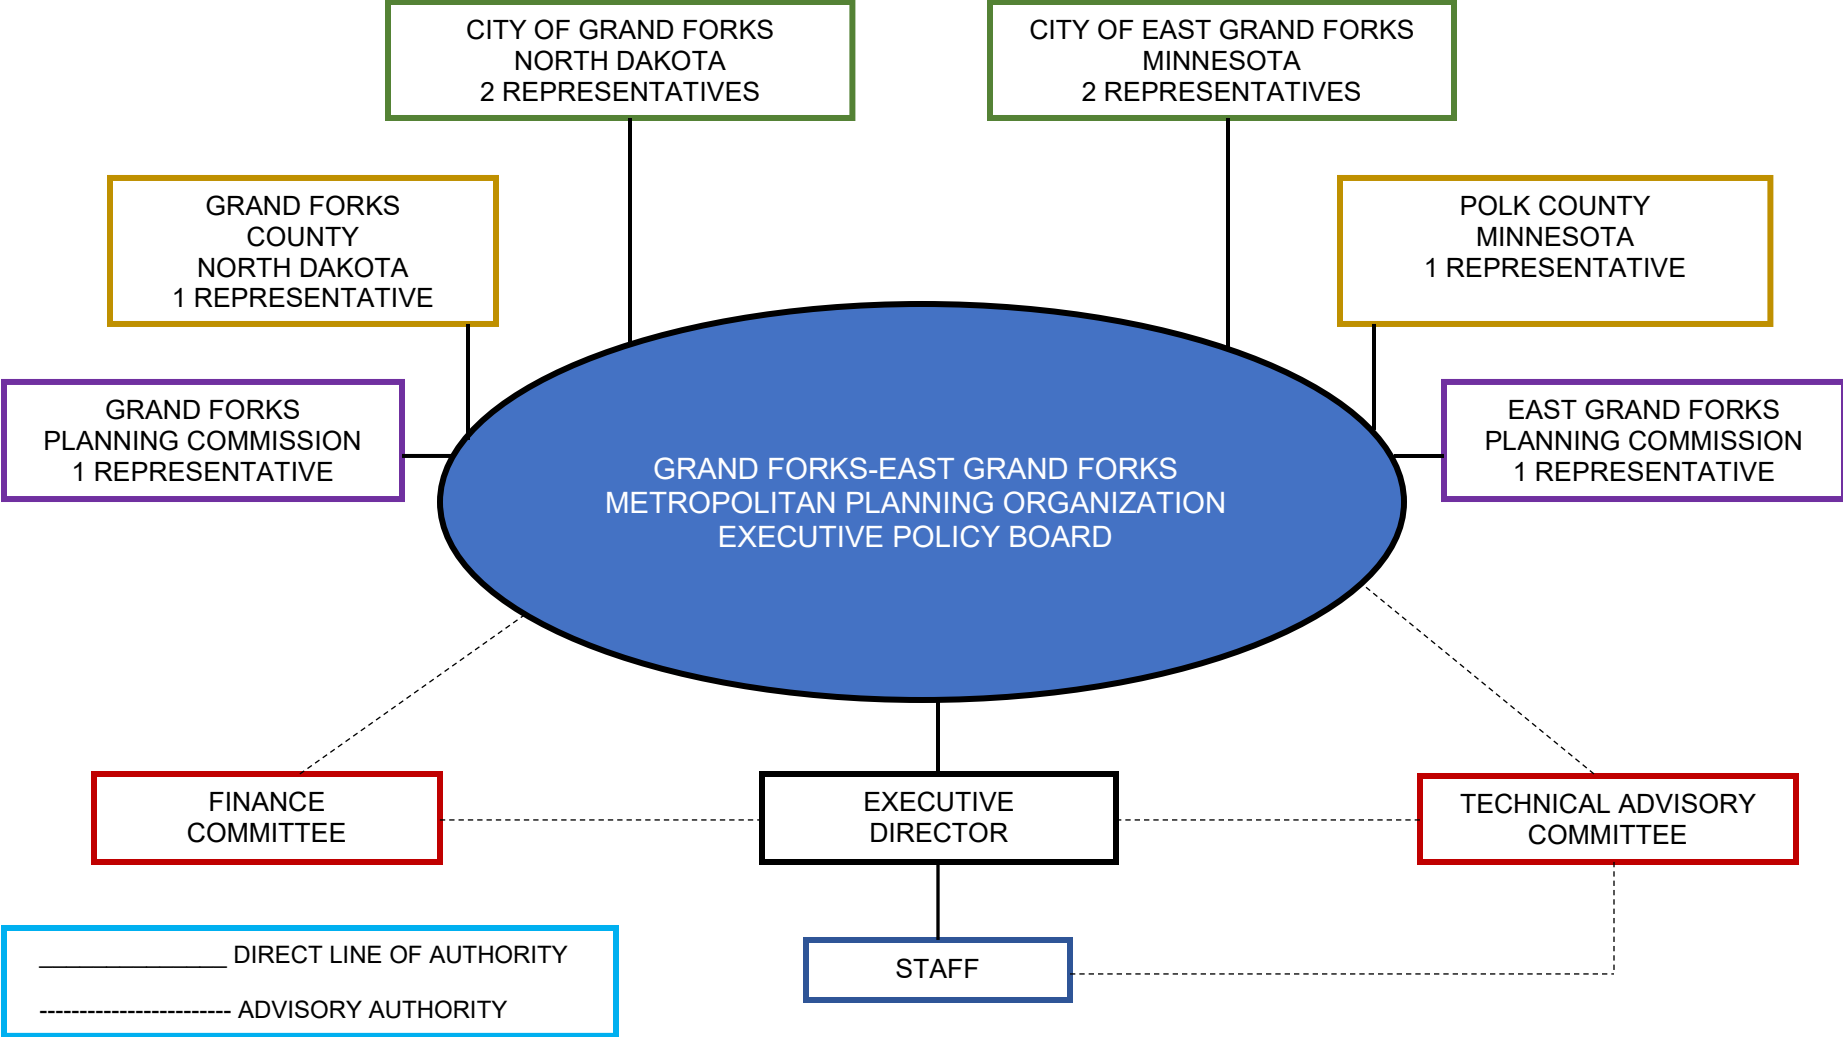 CITY OF GRAND FORKS
NORTH DAKOTA
2 REPRESENTATIVES
CITY OF EAST GRAND FORKS
MINNESOTA
2 REPRESENTATIVES
GRAND FORKS
COUNTY
NORTH DAKOTA
1 REPRESENTATIVE
POLK COUNTY
MINNESOTA
1 REPRESENTATIVE
GRAND FORKS
PLANNING COMMISSION
1 REPRESENTATIVE
EAST GRAND FORKS
PLANNING COMMISSION
1 REPRESENTATIVE
GRAND FORKS-EAST GRAND FORKS
METROPOLITAN PLANNING ORGANIZATION
EXECUTIVE POLICY BOARD
FINANCE
COMMITTEE
EXECUTIVE
DIRECTOR
TECHNICAL ADVISORY
COMMITTEE
STAFF
______________ DIRECT LINE OF AUTHORITY
------------------------ ADVISORY AUTHORITY